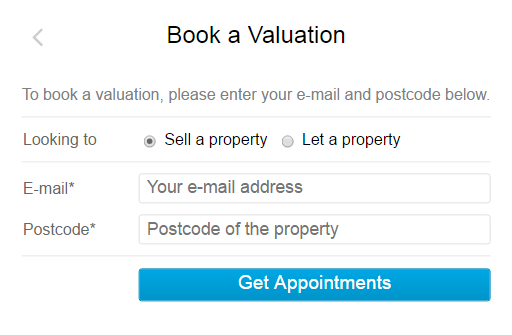 Book a Valuation
To book a valuation, please enter your e-mail and postcode below.
Looking to Sell a property Let a property
E-mail* Your e-mail address
Postcode* Postcode of the property
Get Appointments